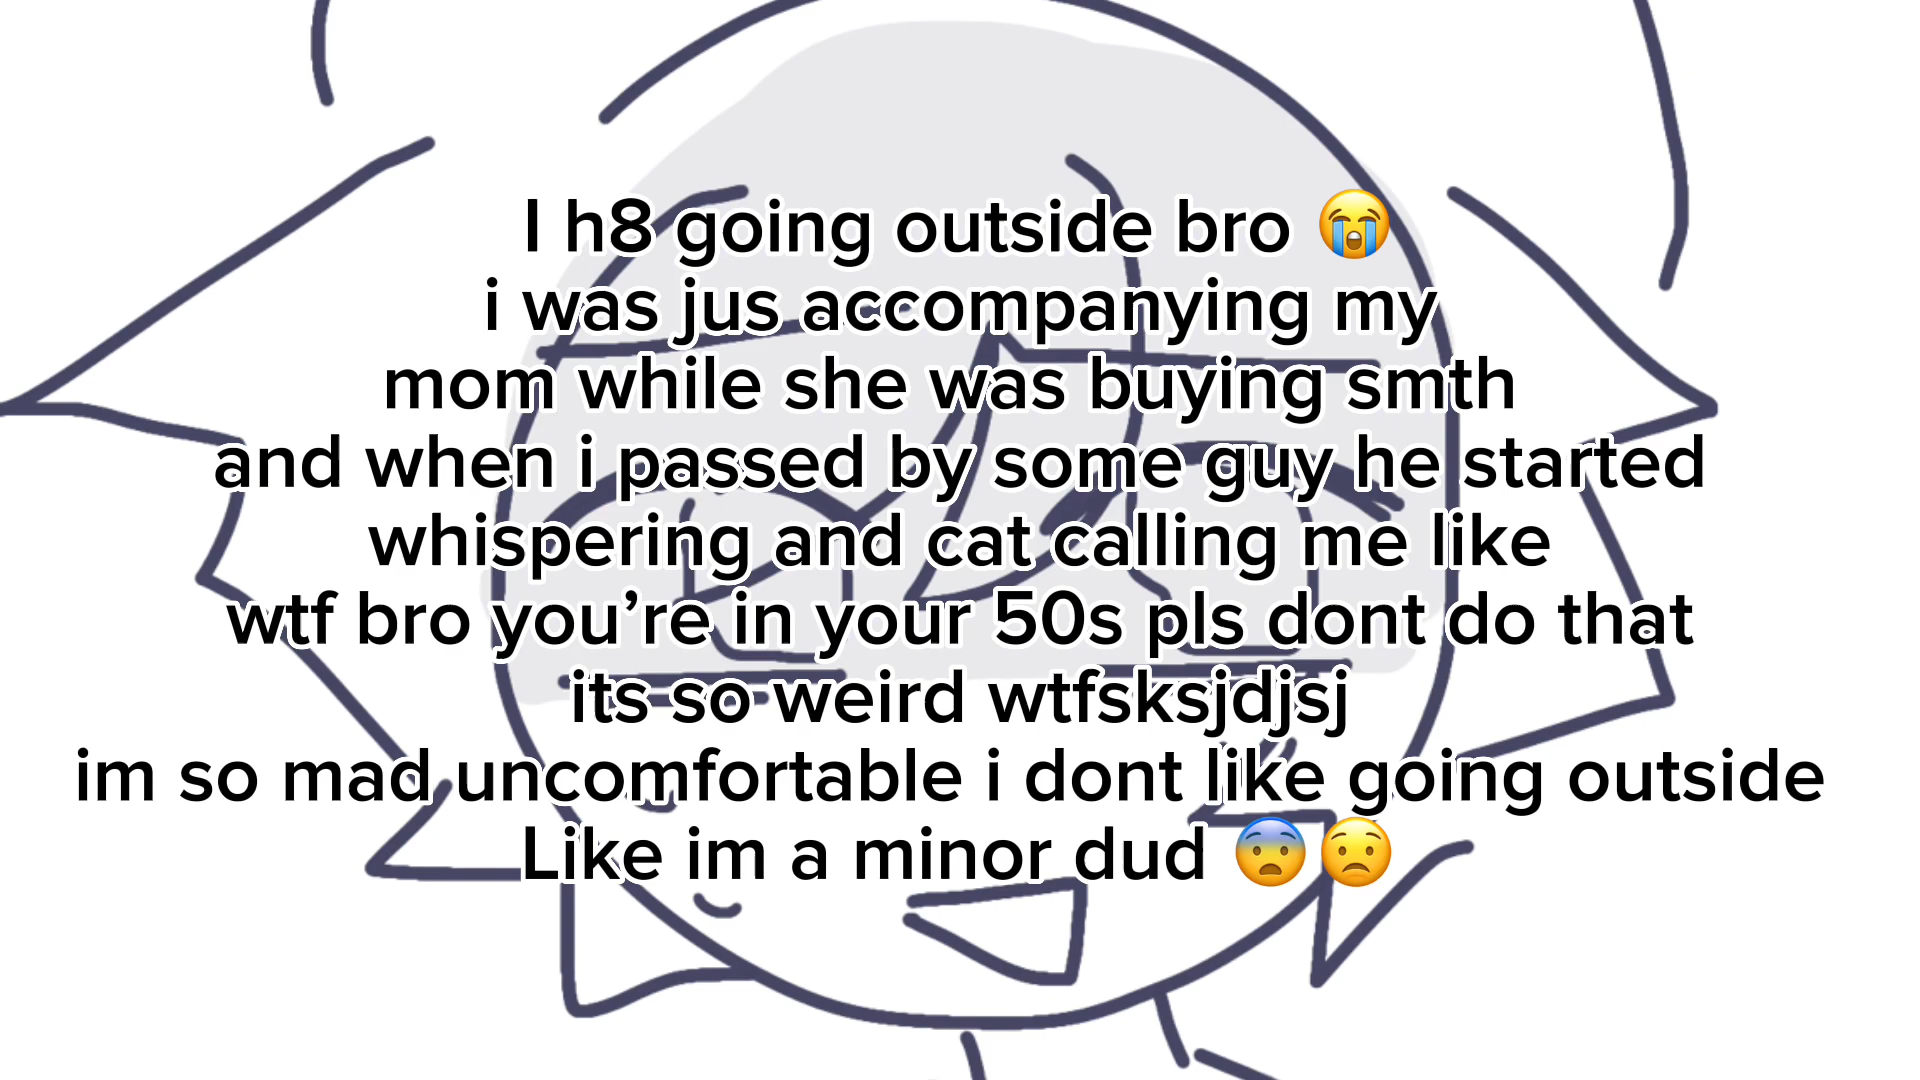 I h8 going outside bro 😭
i was jus accompanying my
mom while she was buying smth
and when i passed by some guy he started
whispering and cat calling me like
wtf bro you’re in your 50s pls dont do that
its so weird wtfsksjdjsj
im so mad uncomfortable i dont like going outside
Like im a minor dud 😨😟